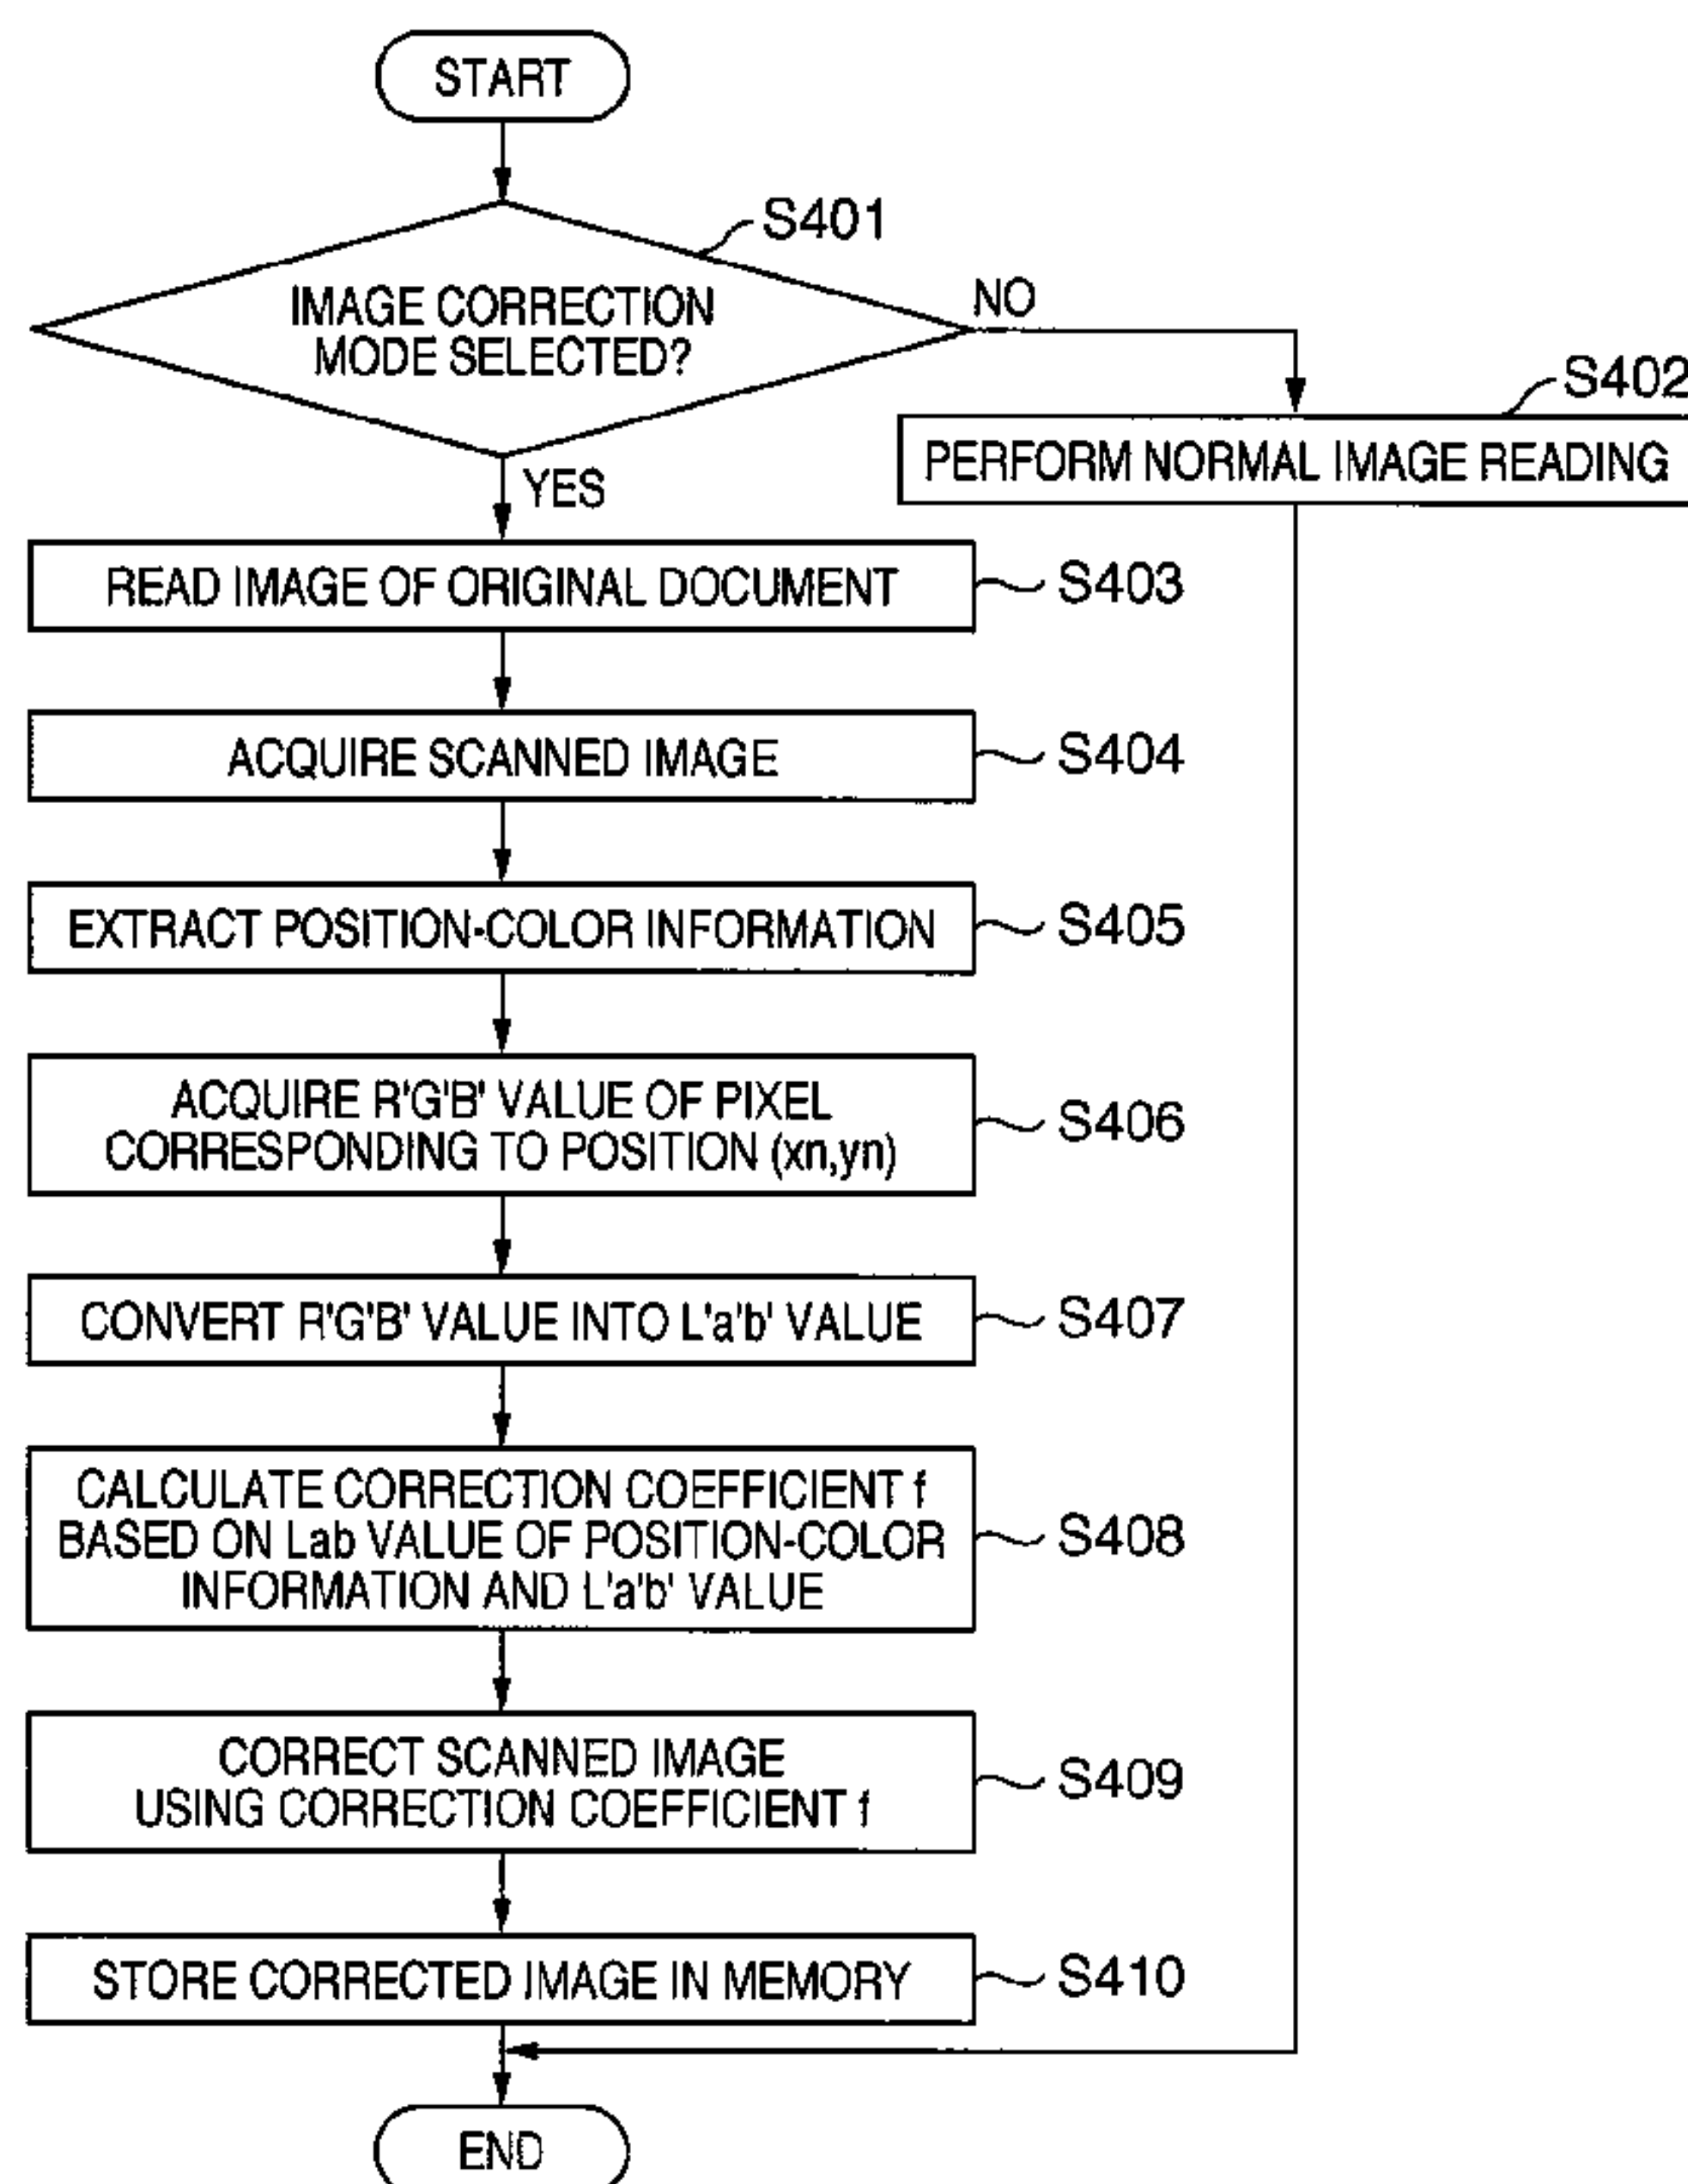 START
S401
IMAGE CORRECTION
MODE SELECTED?
NO
S402
PERFORM NORMAL IMAGE READING
YES
READ IMAGE OF ORIGINAL DOCUMENT
S403
ACQUIRE SCANNED IMAGE
S404
EXTRACT POSITION-COLOR INFORMATION
S405
ACQUIRE R'G'B' VALUE OF PIXEL
CORRESPONDING TO POSITION (xn,yn)
S406
CONVERT R'G'B' VALUE INTO L'a'b' VALUE
S407
CALCULATE CORRECTION COEFFICIENT f
BASED ON Lab VALUE OF POSITION-COLOR
INFORMATION AND L'a'b' VALUE
S408
CORRECT SCANNED IMAGE
USING CORRECTION COEFFICIENT f
S409
STORE CORRECTED IMAGE IN MEMORY
S410
END